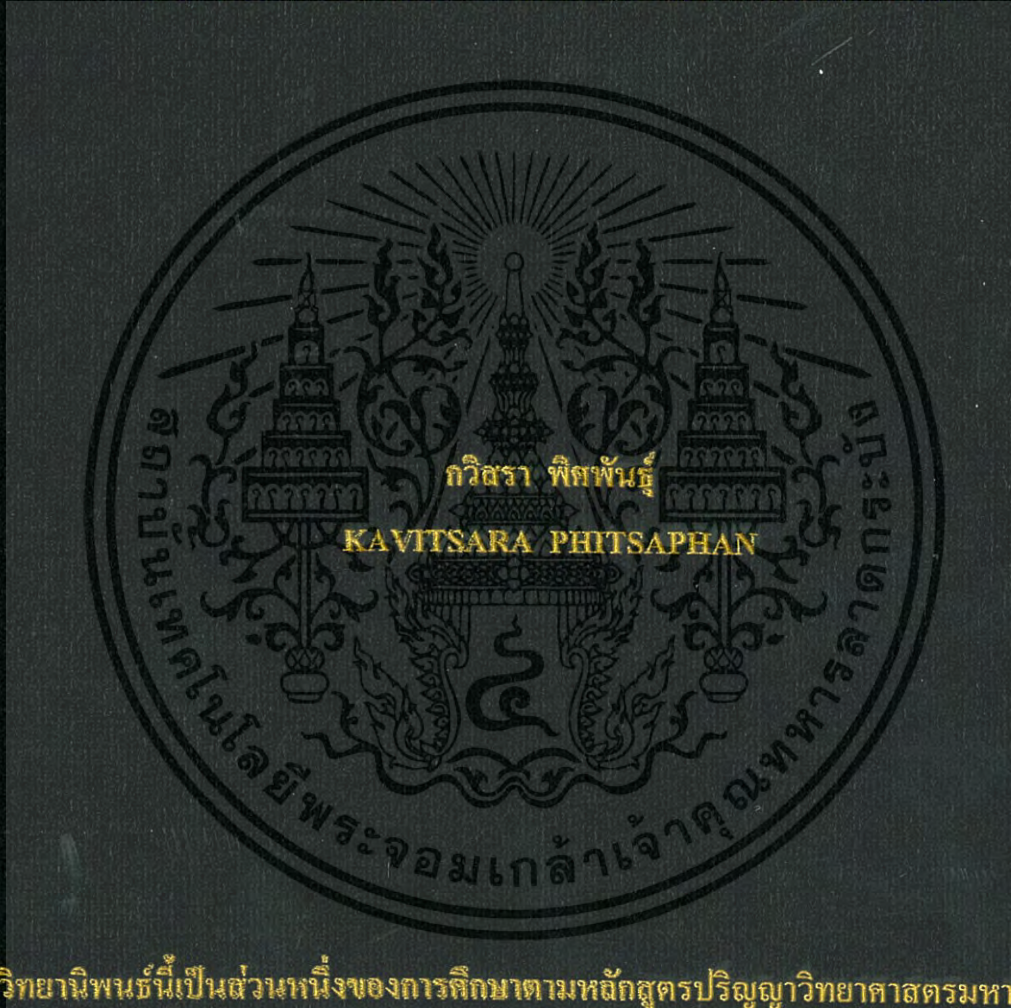 กวิสรา พิศพันธุ์
KAVITSARA PHITSAPHAN
สถาบันเทคโนโลยีพระจอมเกล้าเจ้าคุณทหารลาดกระบัง
๔
วิทยานิพนธ์นี้เป็นส่วนหนึ่งของการศึกษาตามหลักสูตรปริญญาวิทยาศาสตรมหา